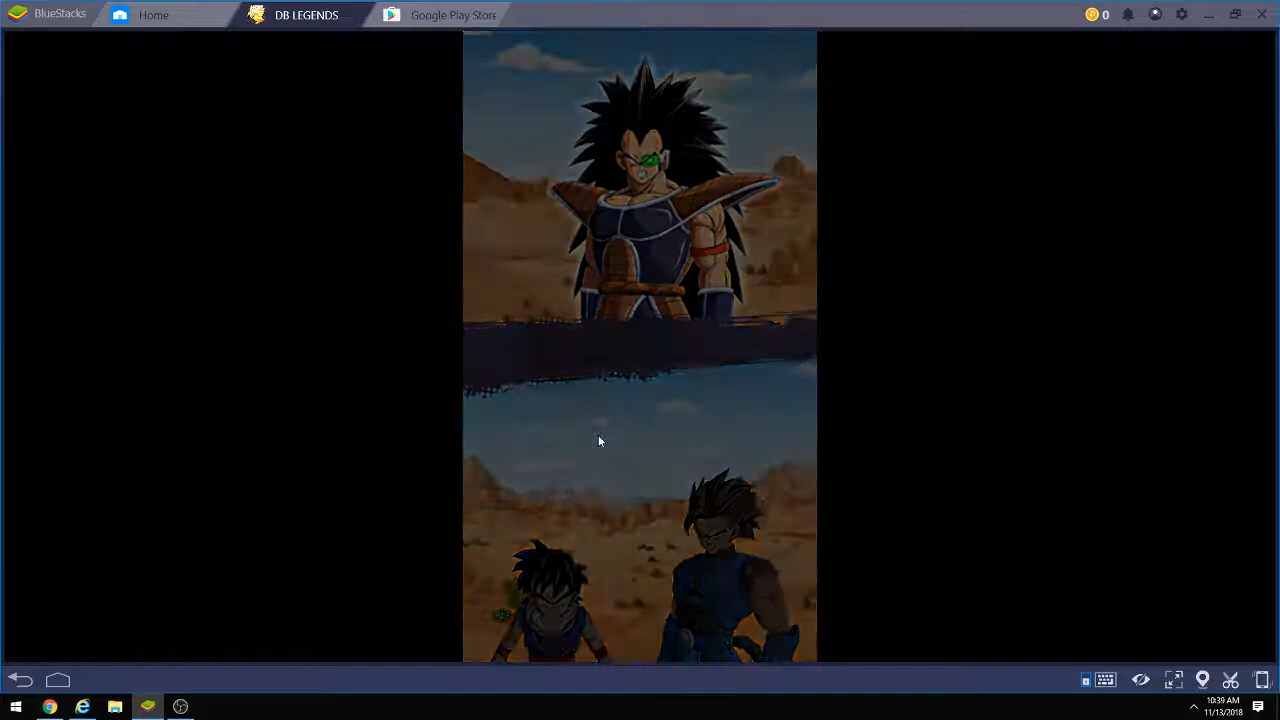 BlueStacks
Home
DB LEGENDS
Google Play Store
0
10:39 AM
11/13/2018